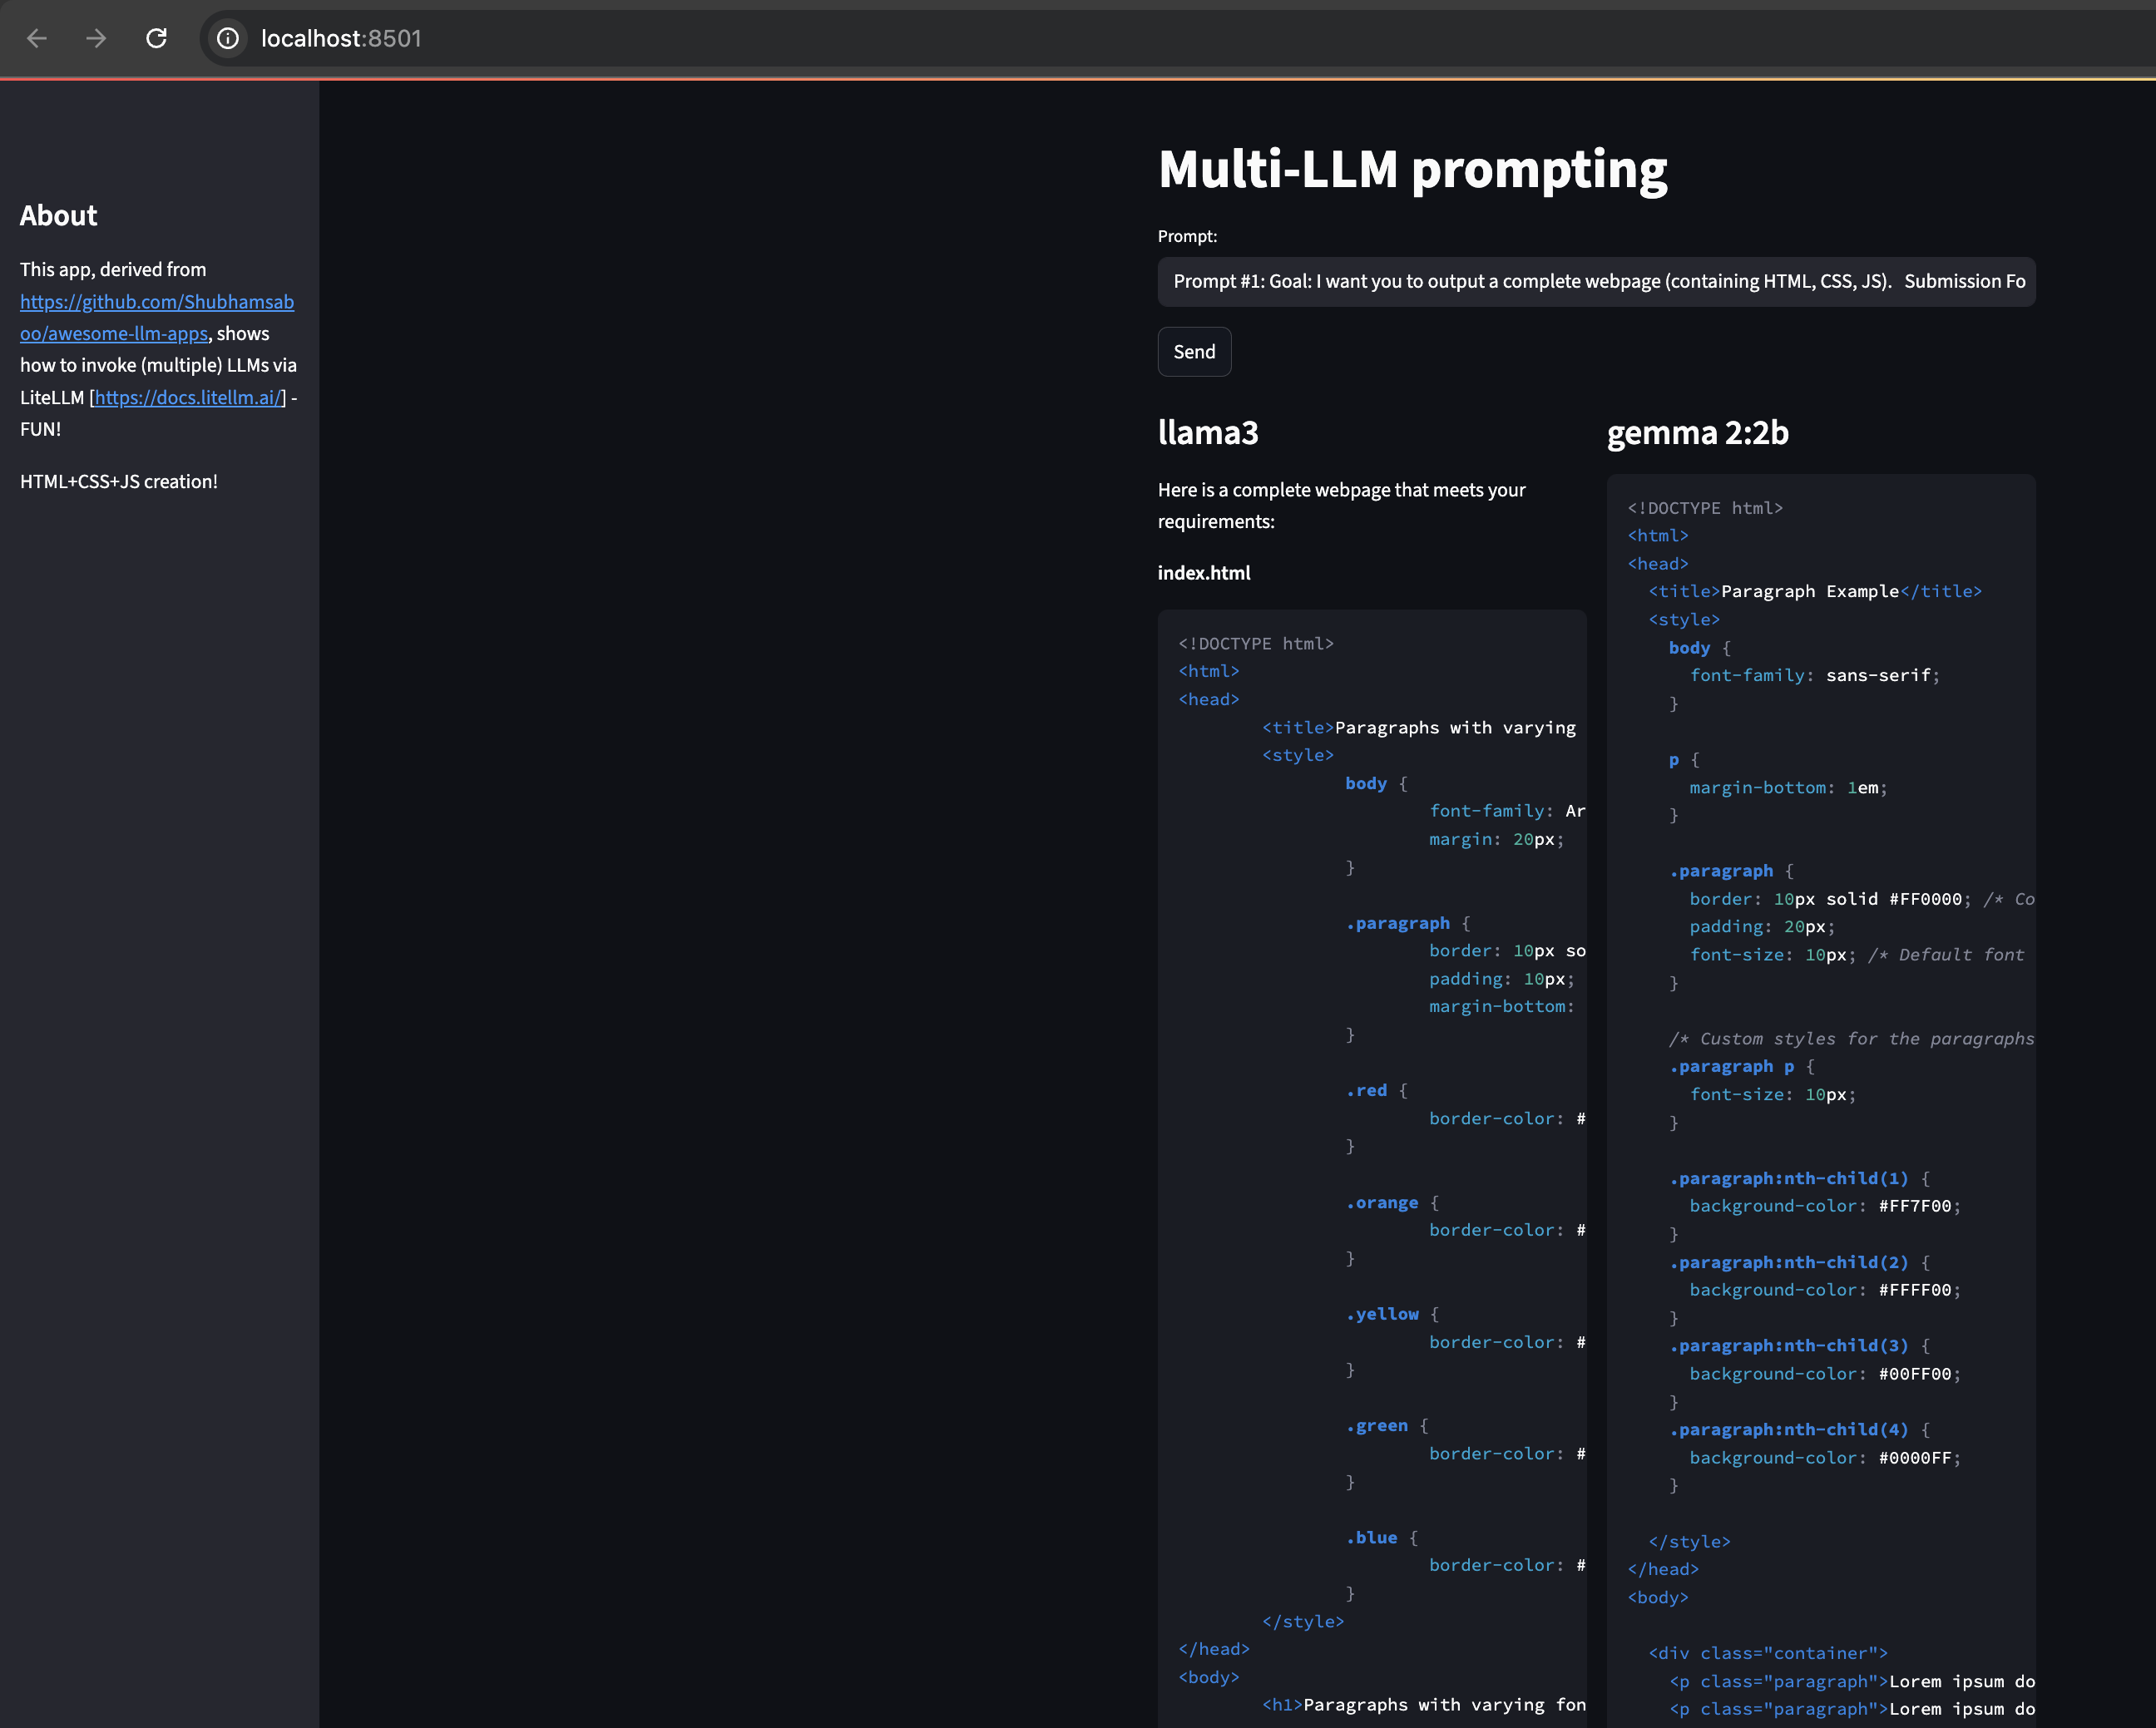 localhost:8501
About
This app, derived from
https://github.com/Shubhamsab
oo/awesome-llm-apps, shows
how to invoke (multiple) LLMs via
LiteLLM [https://docs.litellm.ai/] -
FUN!
HTML+CSS+JS creation!
Multi-LLM prompting
Prompt:
Prompt #1: Goal: I want you to output a complete webpage (containing HTML, CSS, JS).   Submission Fo
Send
llama3
Here is a complete webpage that meets your
requirements:
index.html
<!DOCTYPE html>
<html>
<head>
<title>Paragraphs with varying
<style>
body {
font-family: Ar
margin: 20px;
}
.paragraph {
border: 10px so
padding: 10px;
margin-bottom:
}
.red {
border-color: #
}
.orange {
border-color: #
}
.yellow {
border-color: #
}
.green {
border-color: #
}
.blue {
border-color: #
}
</style>
</head>
<body>
<h1>Paragraphs with varying fon
gemma 2:2b
<!DOCTYPE html>
<html>
<head>
<title>Paragraph Example</title>
<style>
body {
font-family: sans-serif;
}
p {
margin-bottom: 1em;
}
.paragraph {
border: 10px solid #FF0000; /* Co
padding: 20px;
font-size: 10px; /* Default font
}
/* Custom styles for the paragraphs
.paragraph p {
font-size: 10px;
}
.paragraph:nth-child(1) {
background-color: #FF7F00;
}
.paragraph:nth-child(2) {
background-color: #FFFF00;
}
.paragraph:nth-child(3) {
background-color: #00FF00;
}
.paragraph:nth-child(4) {
background-color: #0000FF;
}
</style>
</head>
<body>
<div class="container">
<p class="paragraph">Lorem ipsum do
<p class="paragraph">Lorem ipsum do